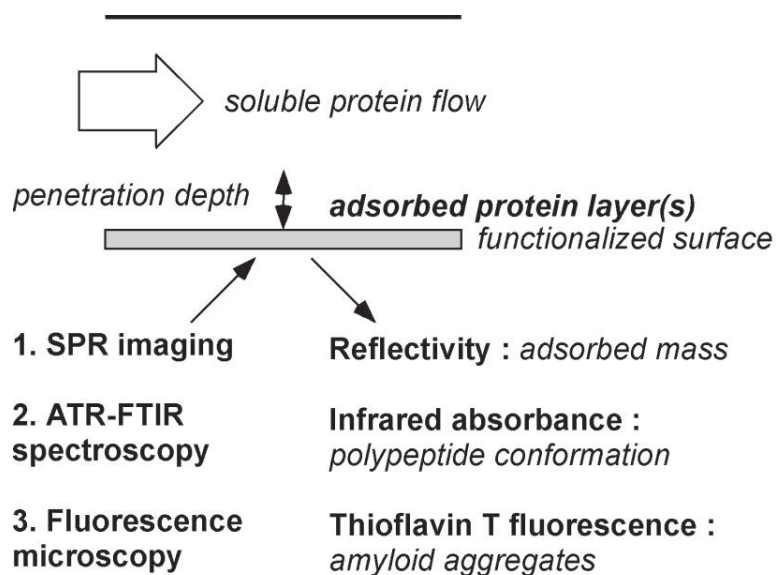 soluble protein flow
penetration depth
adsorbed protein layer(s)
functionalized surface
1. SPR imaging
Reflectivity : adsorbed mass
2. ATR-FTIR
spectroscopy
Infrared absorbance :
polypeptide conformation
3. Fluorescence
microscopy
Thioflavin T fluorescence :
amyloid aggregates